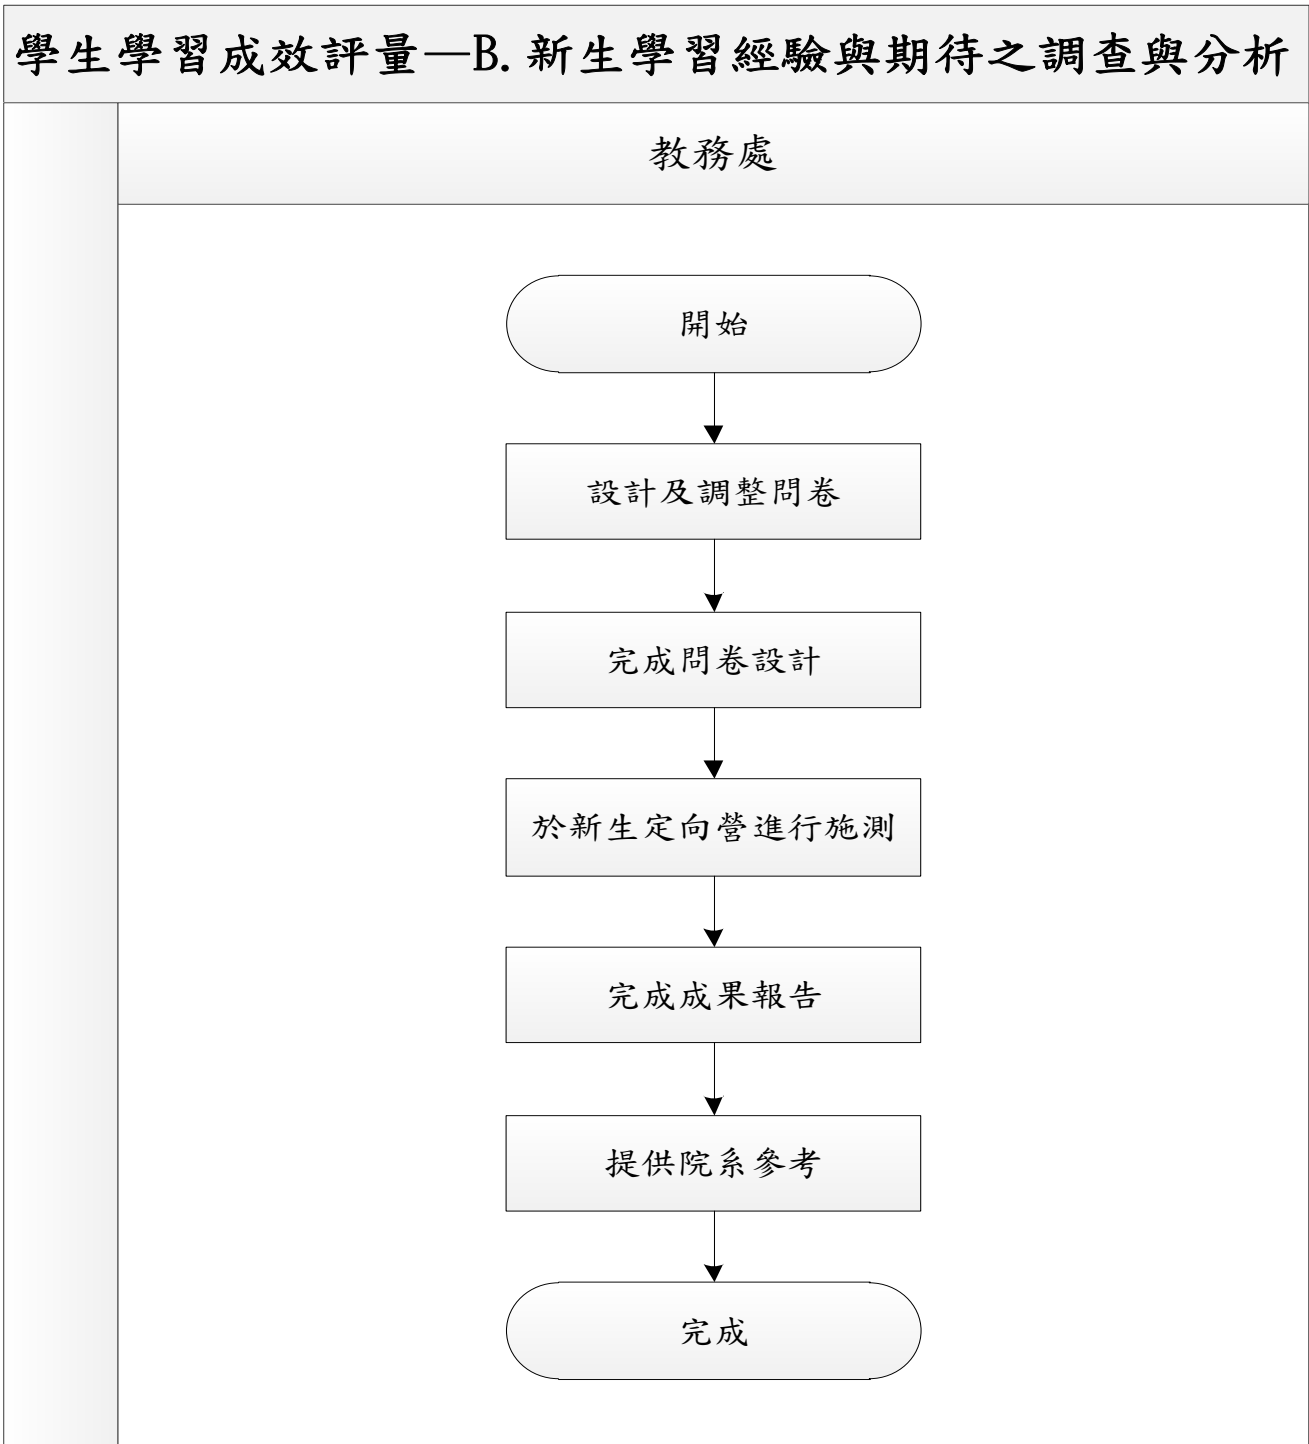 學生學習成效評量—B.新生學習經驗與期待之調查與分析
教務處
開始
設計及調整問卷
完成問卷設計
於新生定向營進行施測
完成成果報告
提供院系參考
完成